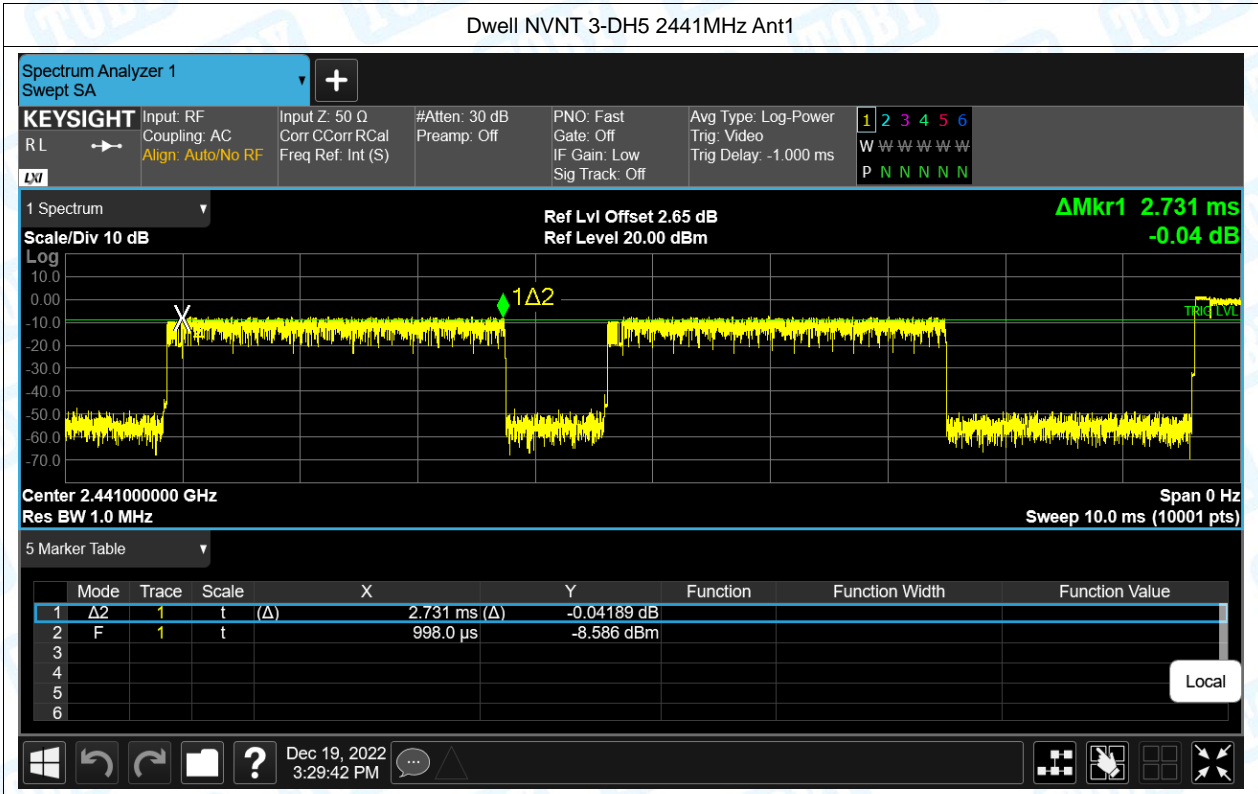 Dwell NVNT 3-DH5 2441MHz Ant1
Spectrum Analyzer 1
Swept SA
KEYSIGHT Input: RF Input Z: 50 Ω #Atten: 30 dB PNO: Fast Avg Type: Log-Power 1 2 3 4 5 6
R L Coupling: AC Corr CCorr RCal Preamp: Off Gate: Off Trig: Video W W W W W W
Align: Auto/No RF Freq Ref: Int (S) IF Gain: Low Trig Delay: -1.000 ms
LXI Sig Track: Off P N N N N N
1 Spectrum Ref Lvl Offset 2.65 dB ΔMkr1 2.731 ms
Scale/Div 10 dB Ref Level 20.00 dBm -0.04 dB
Log
10.0
0.00
-10.0
-20.0
-30.0
-40.0
-50.0
-60.0
-70.0
X
1Δ2
TRIG LVL
Center 2.441000000 GHz Span 0 Hz
Res BW 1.0 MHz Sweep 10.0 ms (10001 pts)
5 Marker Table
Mode Trace Scale X Y Function Function Width Function Value
1 Δ2 1 t (Δ) 2.731 ms (Δ) -0.04189 dB
2 F 1 t 998.0 µs -8.586 dBm
3
4
5
6
Local
? Dec 19, 2022
3:29:42 PM
TOBY